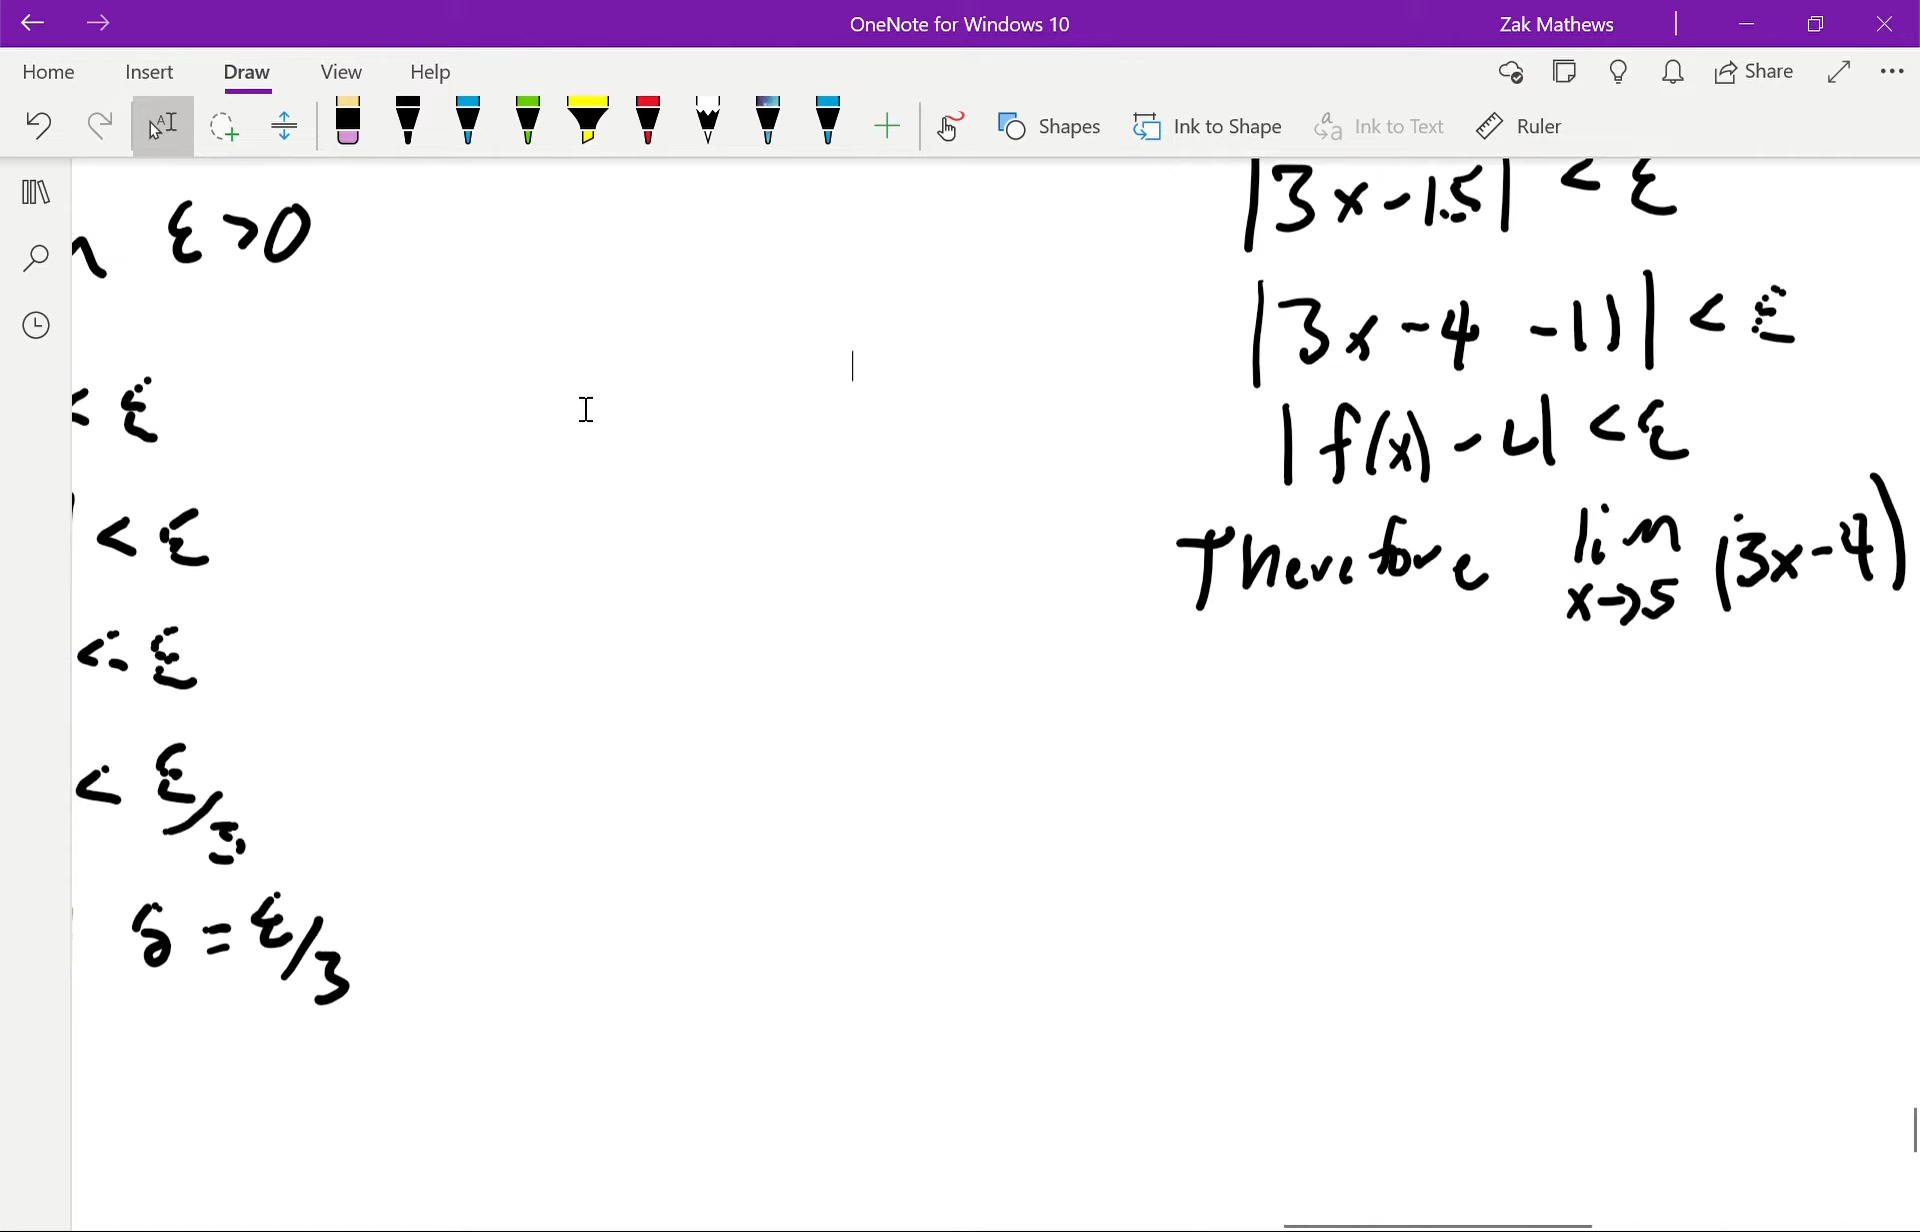 OneNote for Windows 10
Zak Mathews
Home Insert Draw View Help
Share
Shapes Ink to Shape Ink to Text Ruler
ε >0
< ε
< ε
< ε
< ε/3
δ = ε/3
|3x-15| < ε
|3x-4 -11| < ε
|f(x) - L| < ε
Therefore lim (3x-4)
x→5